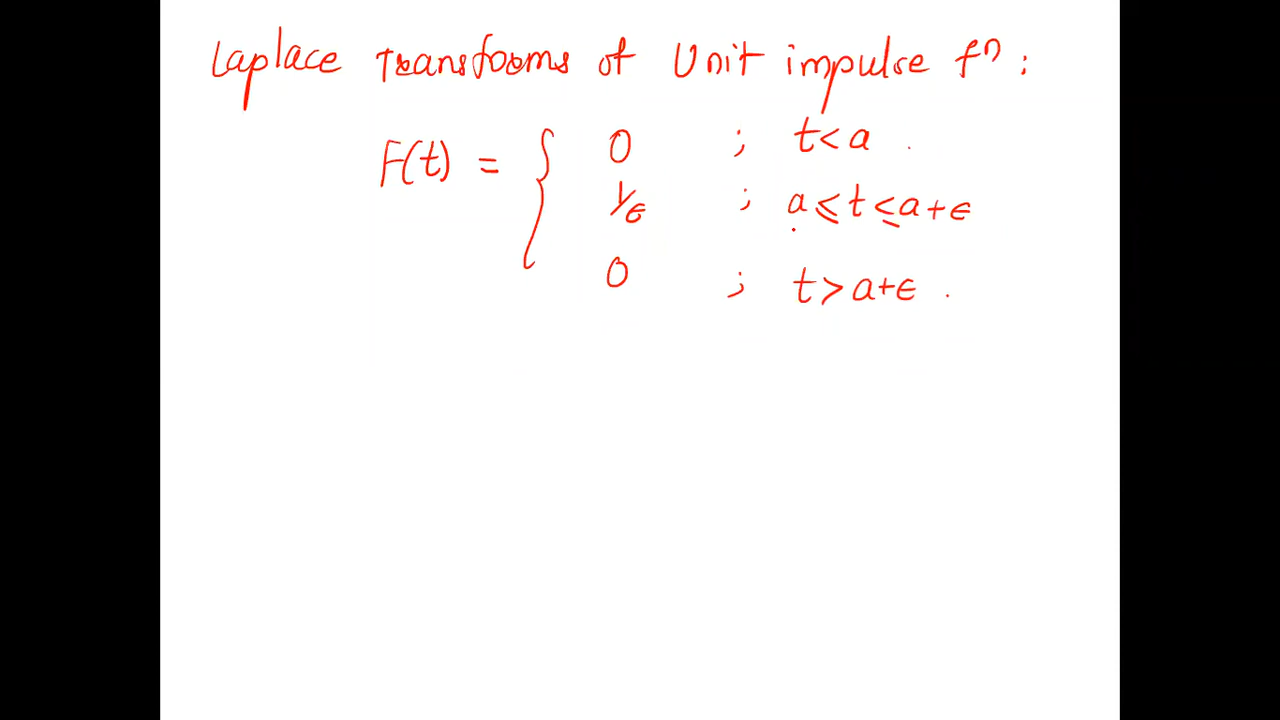 Laplace Transforms of Unit impulse fⁿ :
F(t) = { 0 ; t<a .
1/ϵ ; a ≤ t ≤ a+ϵ
0 ; t>a+ϵ .